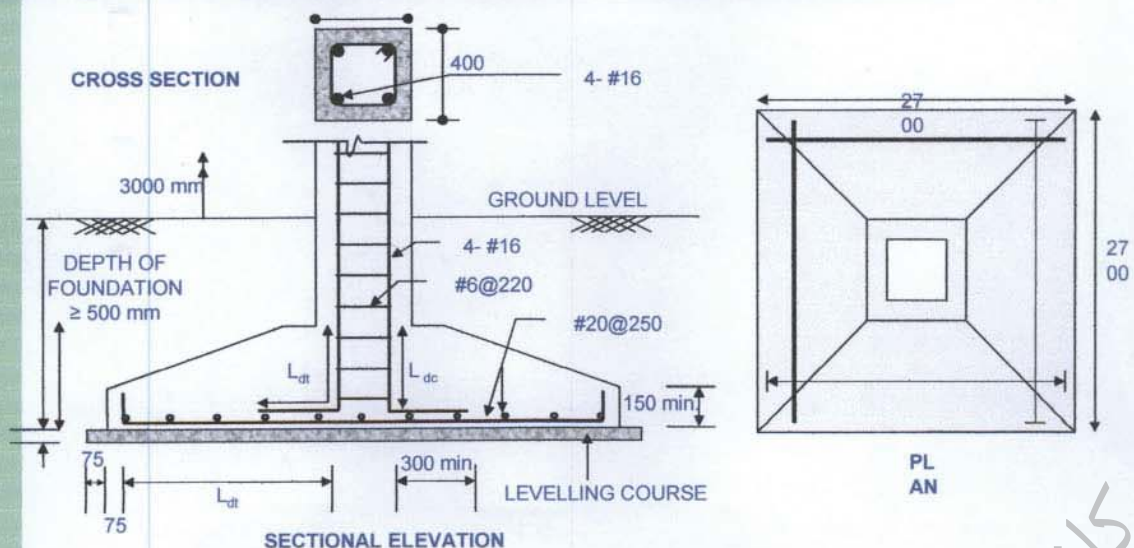 CROSS SECTION
400
4- #16
3000 mm
GROUND LEVEL
DEPTH OF
FOUNDATION
≥ 500 mm
4- #16
#6@220
#20@250
Ldt
Ldc
150 min.
75
75
Ldt
300 min
LEVELLING COURSE
SECTIONAL ELEVATION
27
00
27
00
PL
AN